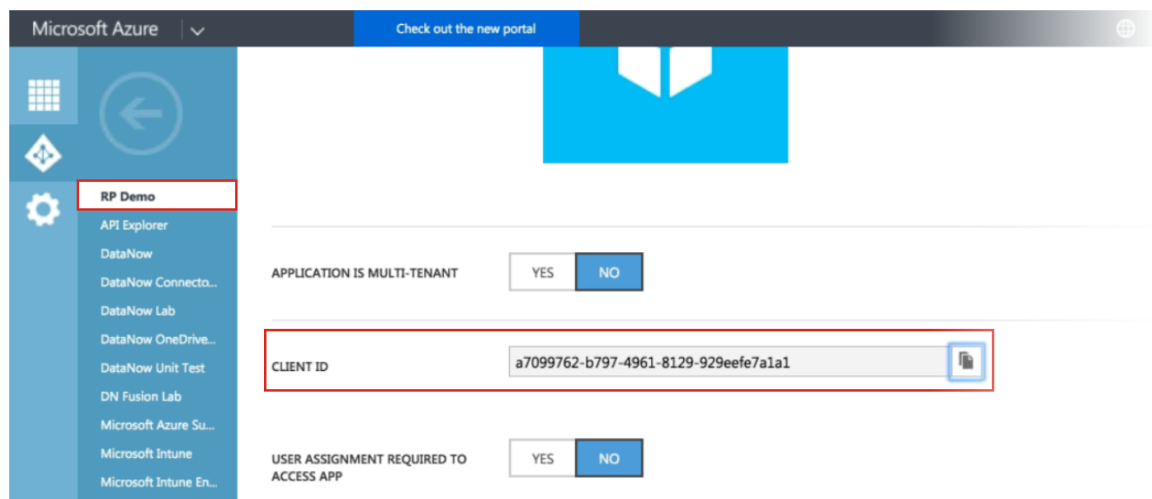 Microsoft Azure
Check out the new portal
RP Demo
API Explorer
DataNow
DataNow Connecto...
DataNow Lab
DataNow OneDrive...
DataNow Unit Test
DN Fusion Lab
Microsoft Azure Su...
Microsoft Intune
Microsoft Intune En...
APPLICATION IS MULTI-TENANT
YES NO
CLIENT ID
a7099762-b797-4961-8129-929eefe7a1a1
USER ASSIGNMENT REQUIRED TO
ACCESS APP
YES NO